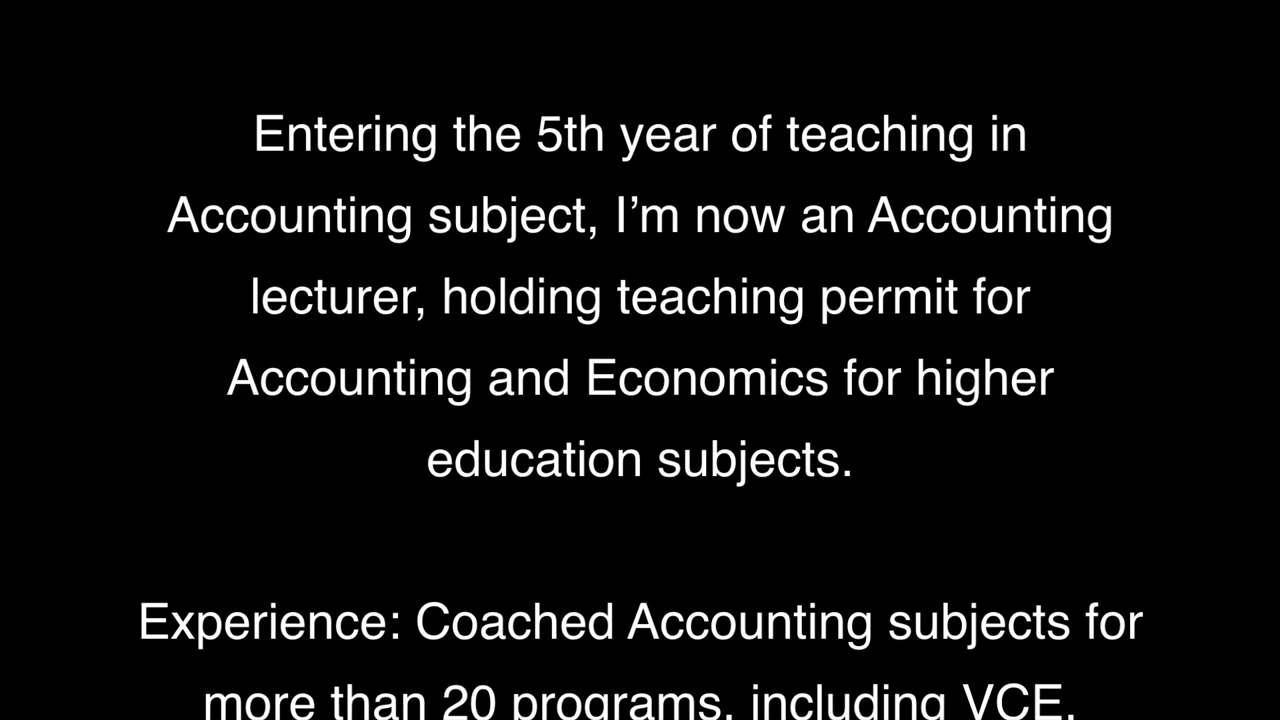 Entering the 5th year of teaching in
Accounting subject, I’m now an Accounting
lecturer, holding teaching permit for
Accounting and Economics for higher
education subjects.
Experience: Coached Accounting subjects for
more than 20 programs, including VCE,